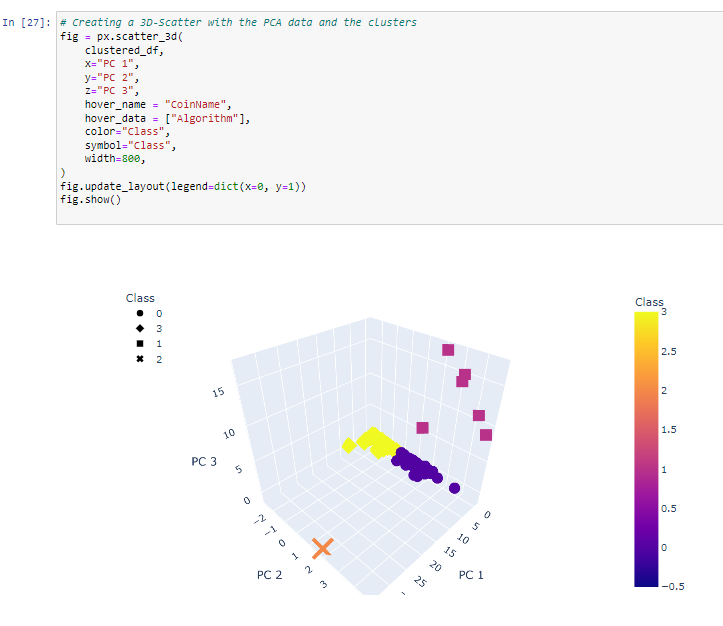 In [27]: # Creating a 3D-Scatter with the PCA data and the clusters
fig = px.scatter_3d(
    clustered_df,
    x="PC 1",
    y="PC 2",
    z="PC 3",
    hover_name = "CoinName",
    hover_data = ["Algorithm"],
    color="Class",
    symbol="Class",
    width=800,
)
fig.update_layout(legend=dict(x=0, y=1))
fig.show()
Class
0
3
1
2
15
10
5
0
PC 3
−2
−1
0
1
2
3
PC 2
0
5
10
15
20
25
PC 1
Class
3
2.5
2
1.5
1
0.5
0
−0.5